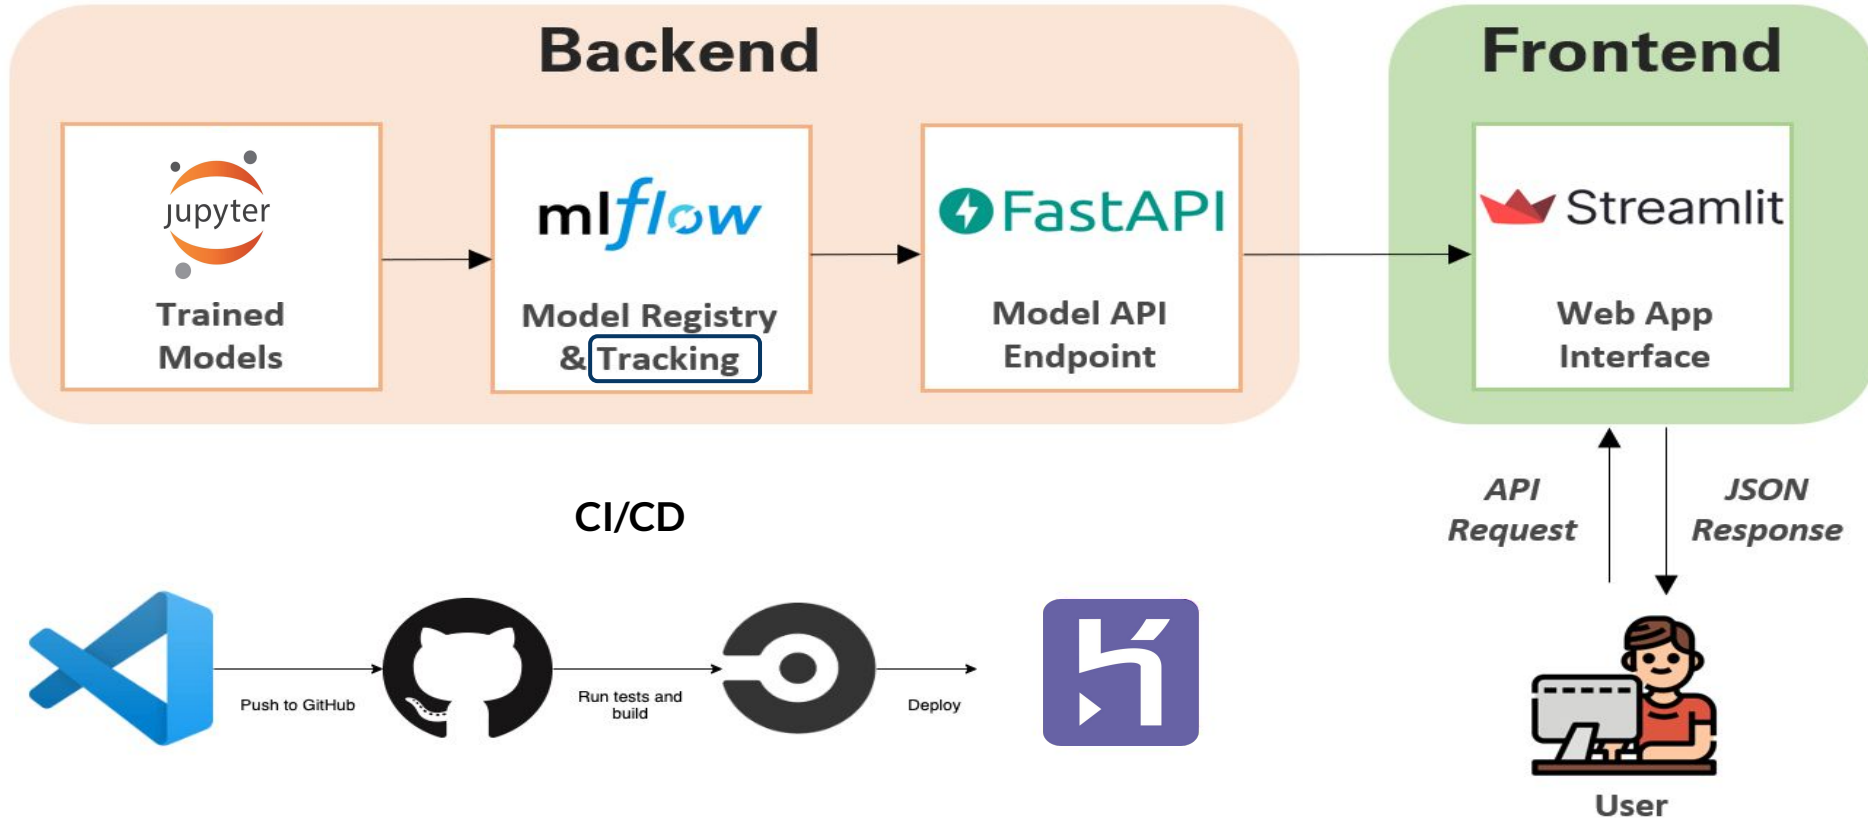 Backend
Frontend
jupyter
Trained
Models
mlflow
Model Registry
& Tracking
FastAPI
Model API
Endpoint
Streamlit
Web App
Interface
API
Request
JSON
Response
CI/CD
Push to GitHub
Run tests and
build
Deploy
User